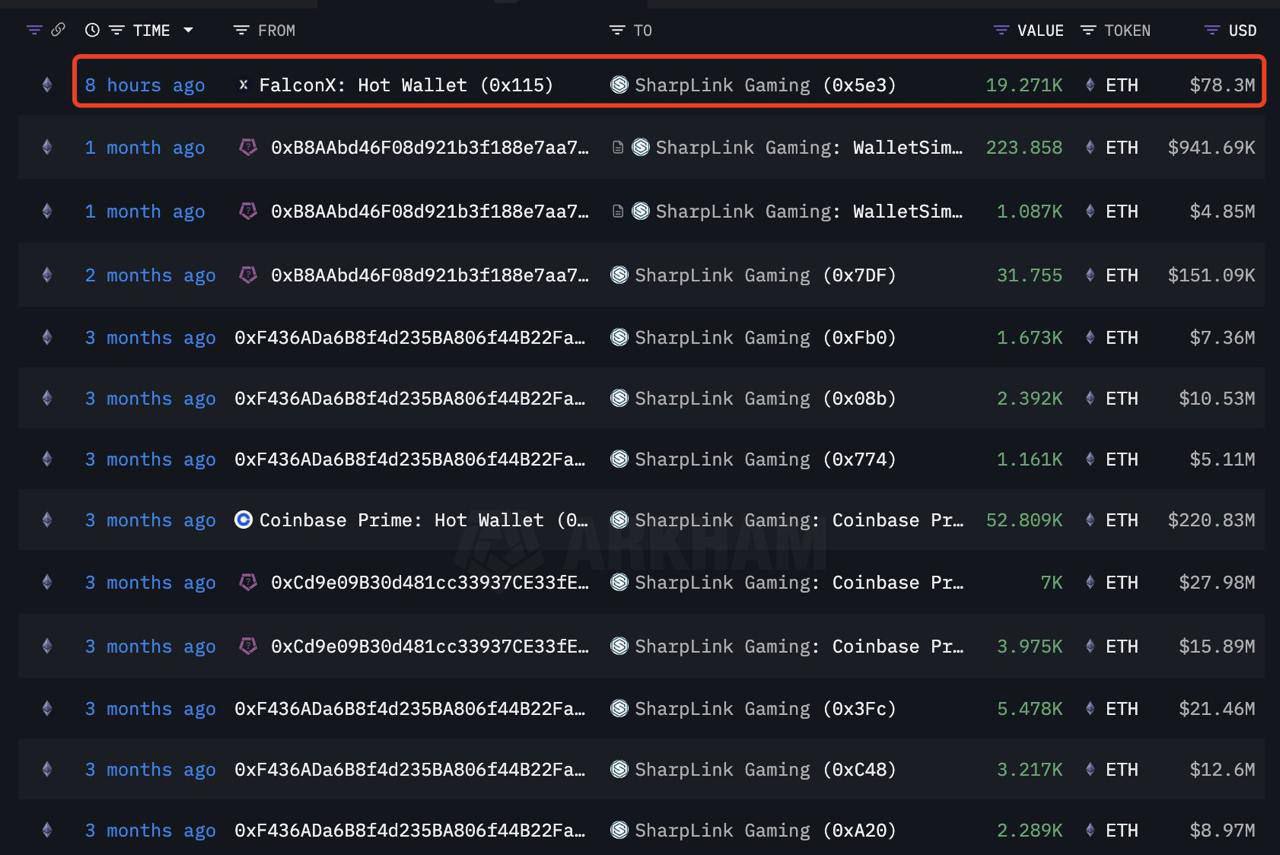 TIME FROM TO VALUE TOKEN USD
8 hours ago FalconX: Hot Wallet (0x115) SharpLink Gaming (0x5e3) 19.271K ETH $78.3M
1 month ago 0xB8AAbd46F08d921b3f188e7aa7… SharpLink Gaming: WalletSim… 223.858 ETH $941.69K
1 month ago 0xB8AAbd46F08d921b3f188e7aa7… SharpLink Gaming: WalletSim… 1.087K ETH $4.85M
2 months ago 0xB8AAbd46F08d921b3f188e7aa7… SharpLink Gaming (0x7DF) 31.755 ETH $151.09K
3 months ago 0xF436ADa6B8f4d235BA806f44B22Fa… SharpLink Gaming (0xFb0) 1.673K ETH $7.36M
3 months ago 0xF436ADa6B8f4d235BA806f44B22Fa… SharpLink Gaming (0x08b) 2.392K ETH $10.53M
3 months ago 0xF436ADa6B8f4d235BA806f44B22Fa… SharpLink Gaming (0x774) 1.161K ETH $5.11M
3 months ago Coinbase Prime: Hot Wallet (0… SharpLink Gaming: Coinbase Pr… 52.809K ETH $220.83M
ARKHAM
3 months ago 0xCd9e09B30d481cc33937CE33fE… SharpLink Gaming: Coinbase Pr… 7K ETH $27.98M
3 months ago 0xCd9e09B30d481cc33937CE33fE… SharpLink Gaming: Coinbase Pr… 3.975K ETH $15.89M
3 months ago 0xF436ADa6B8f4d235BA806f44B22Fa… SharpLink Gaming (0x3Fc) 5.478K ETH $21.46M
3 months ago 0xF436ADa6B8f4d235BA806f44B22Fa… SharpLink Gaming (0xC48) 3.217K ETH $12.6M
3 months ago 0xF436ADa6B8f4d235BA806f44B22Fa… SharpLink Gaming (0xA20) 2.289K ETH $8.97M